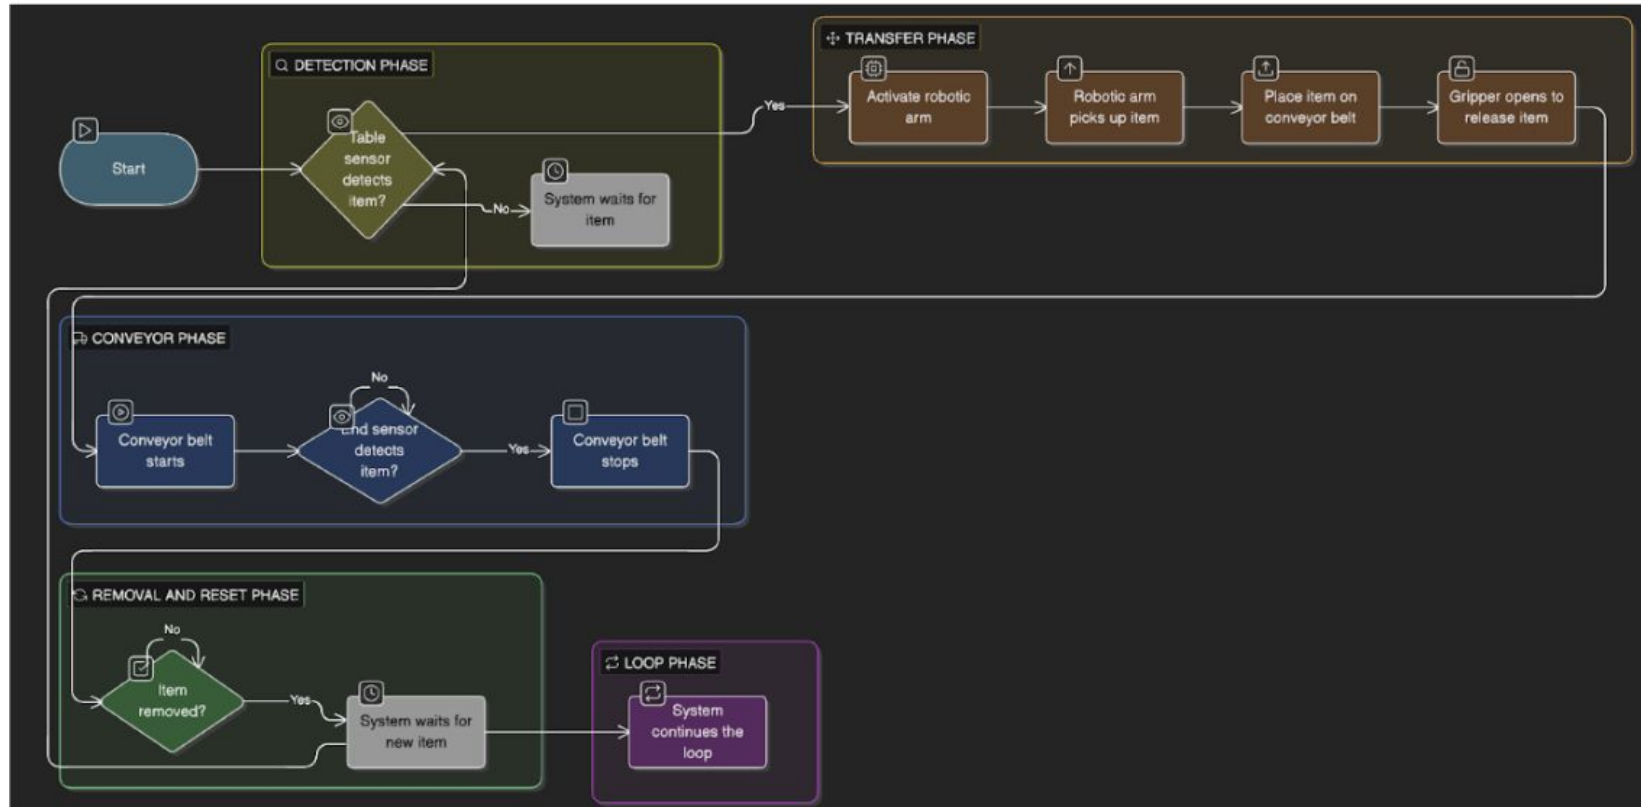 TRANSFER PHASE
DETECTION PHASE
Activate robotic
arm
Robotic arm
picks up item
Place item on
conveyor belt
Gripper opens to
release item
Yes
Start
Table
sensor
detects
item?
No
System waits for
item
CONVEYOR PHASE
No
Conveyor belt
starts
End sensor
detects
item?
Yes
Conveyor belt
stops
REMOVAL AND RESET PHASE
No
Item
removed?
Yes
System waits for
new item
LOOP PHASE
System
continues the
loop